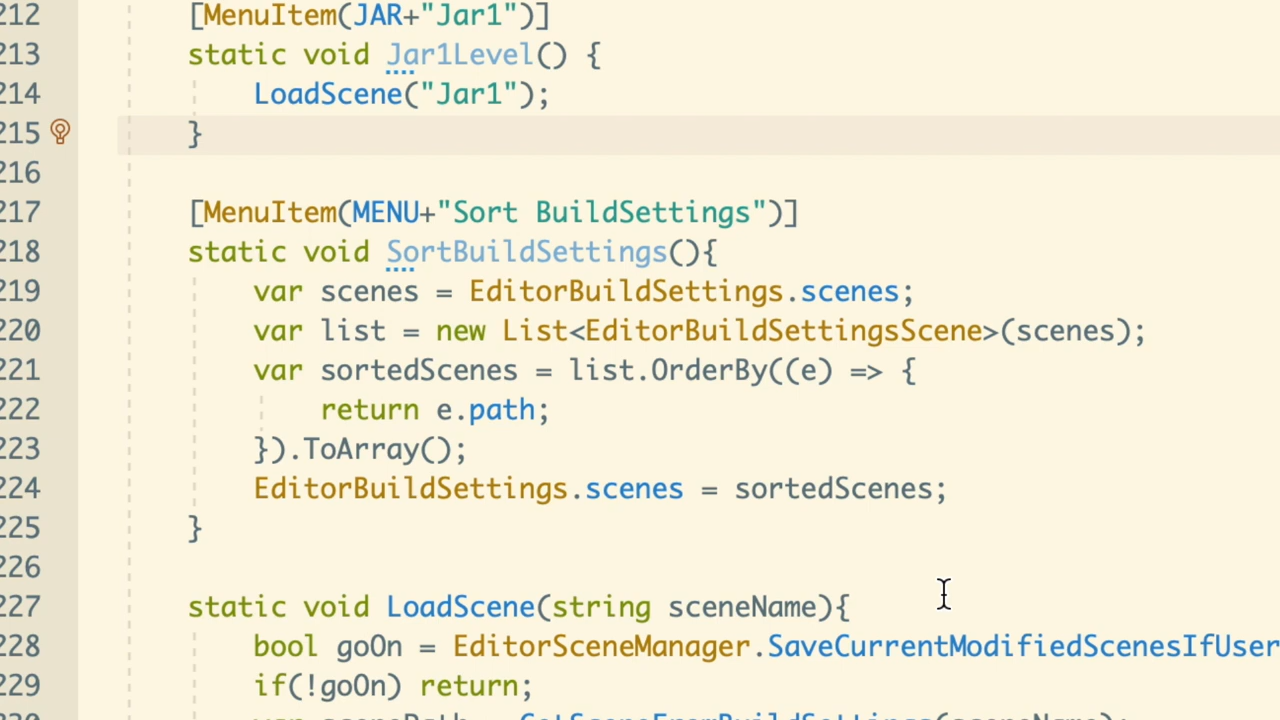 212 [MenuItem(JAR+"Jar1")]
213 static void Jar1Level() {
214 LoadScene("Jar1");
215 }
216
217 [MenuItem(MENU+"Sort BuildSettings")]
218 static void SortBuildSettings(){
219 var scenes = EditorBuildSettings.scenes;
220 var list = new List<EditorBuildSettingsScene>(scenes);
221 var sortedScenes = list.OrderBy((e) => {
222 return e.path;
223 }).ToArray();
224 EditorBuildSettings.scenes = sortedScenes;
225 }
226
227 static void LoadScene(string sceneName){
228 bool goOn = EditorSceneManager.SaveCurrentModifiedScenesIfUser
229 if(!goOn) return;